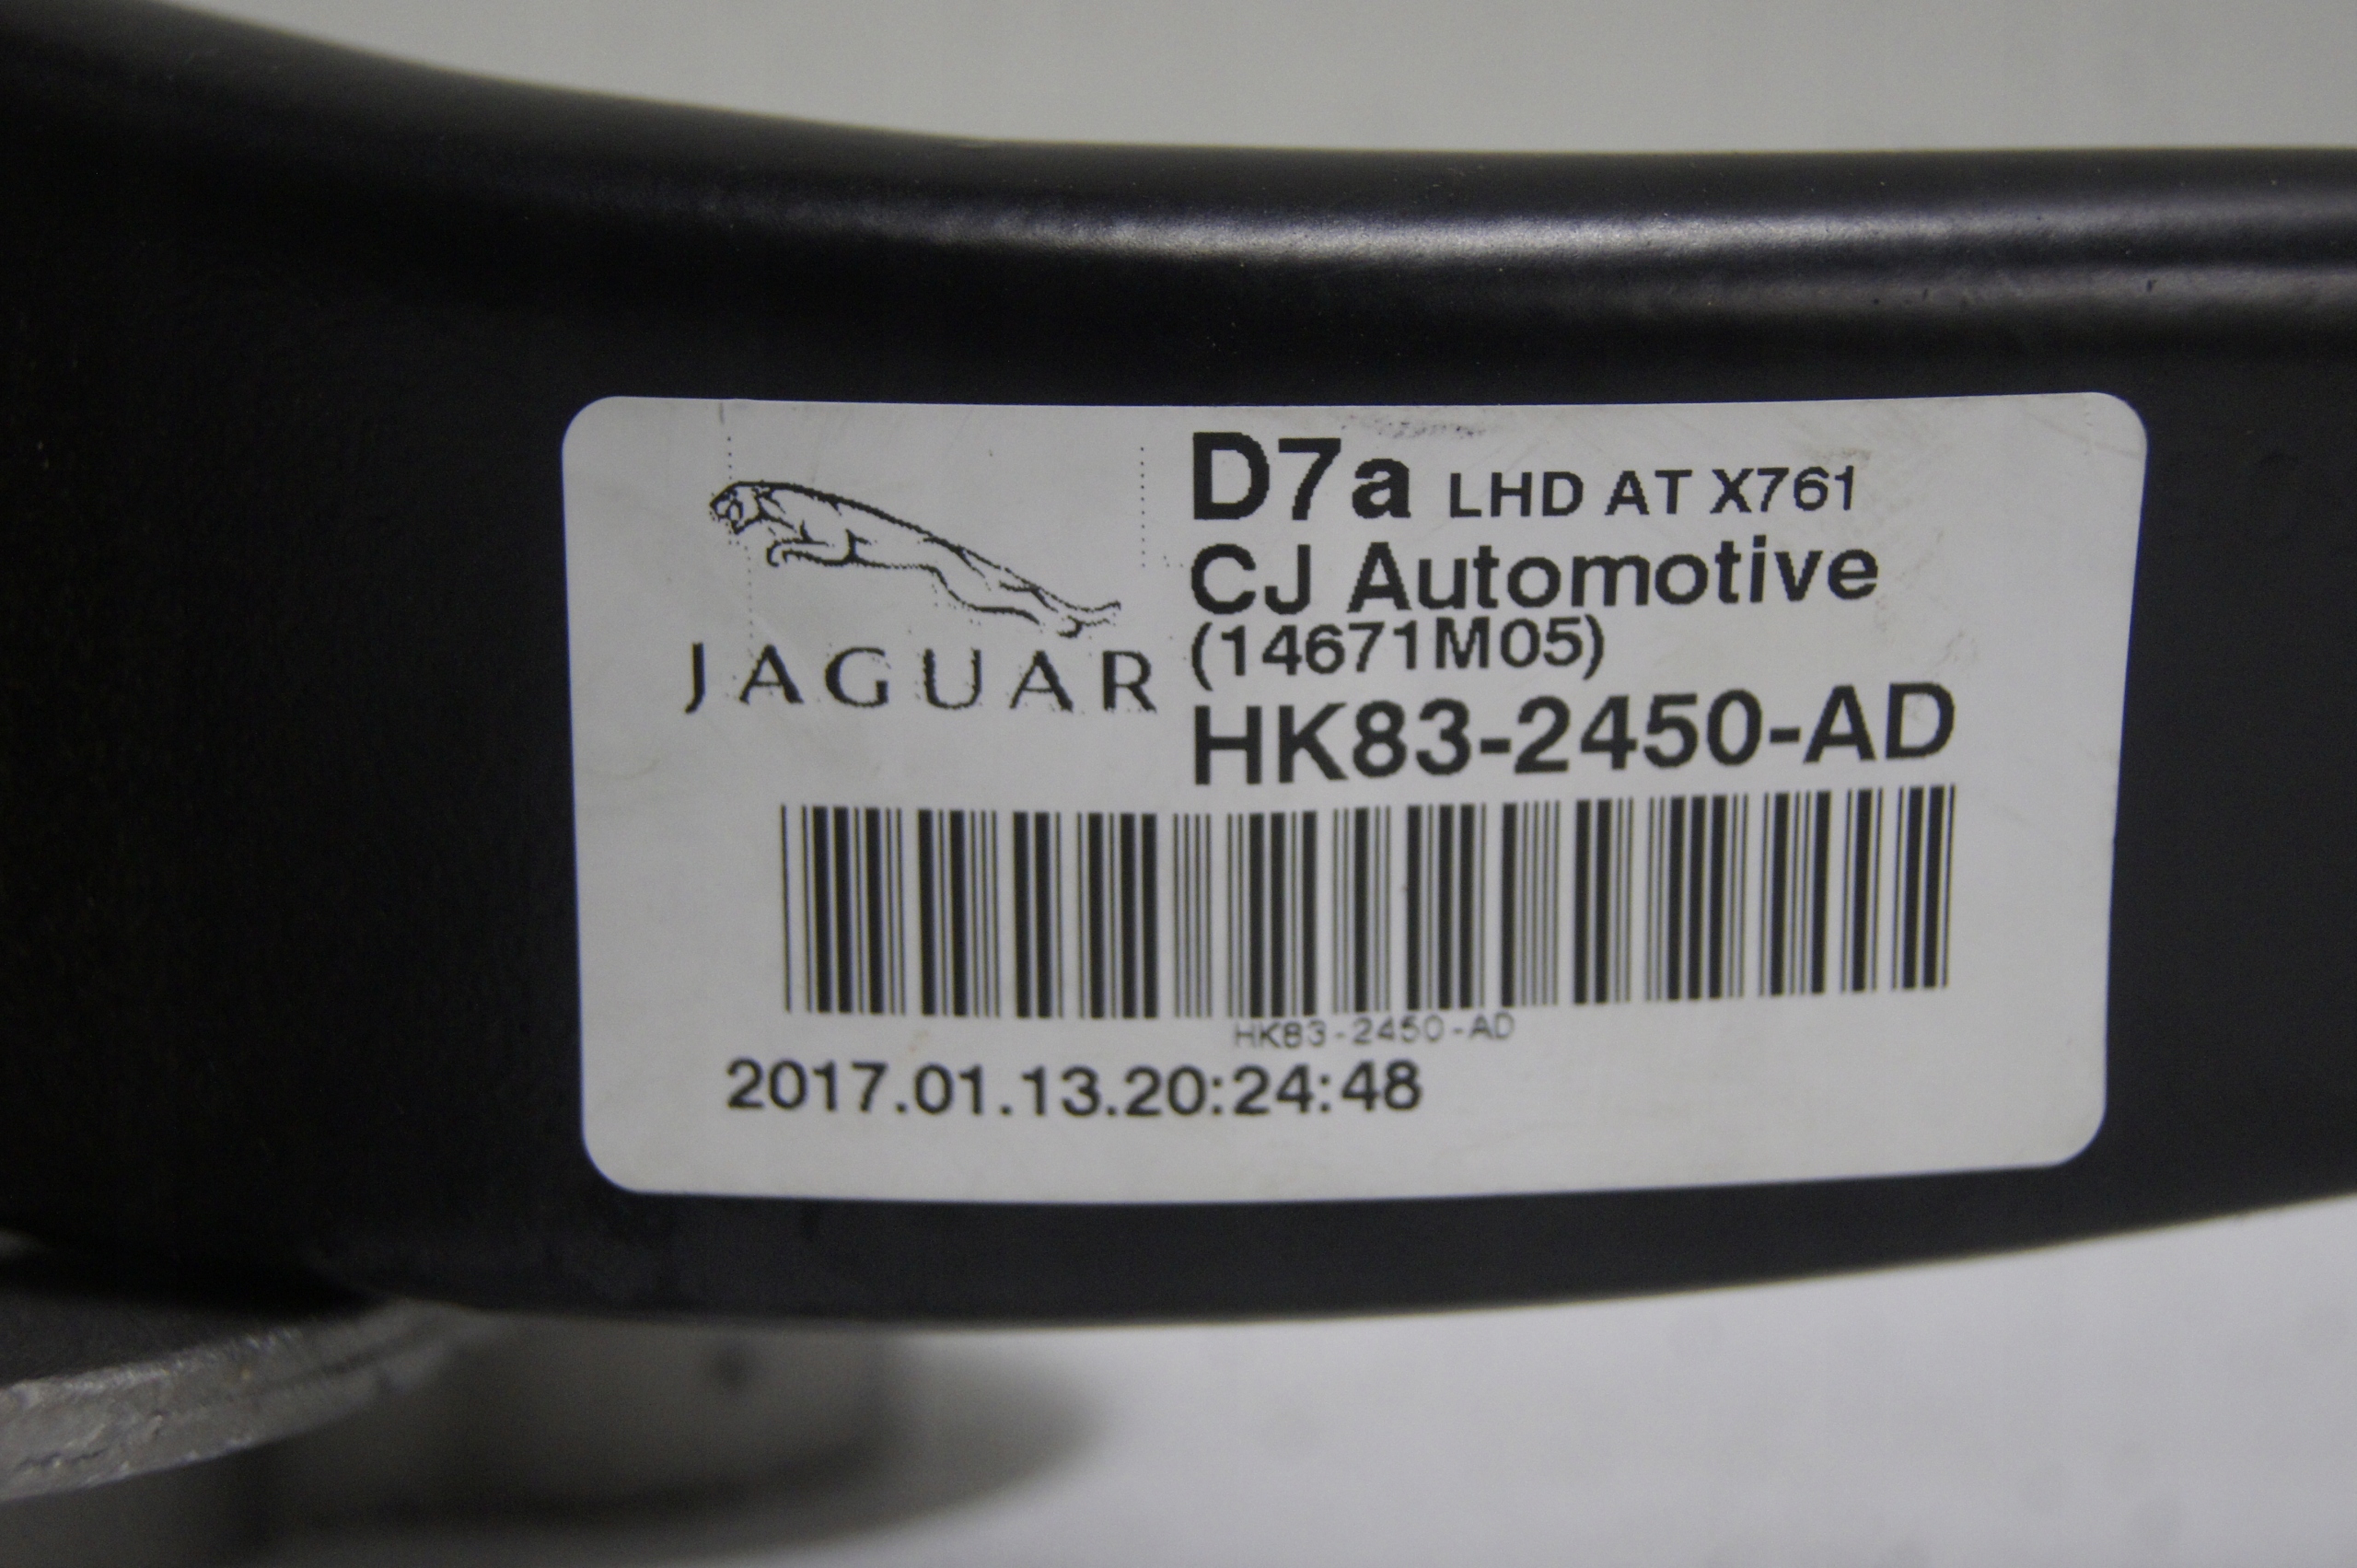 D7a LHD AT X761
CJ Automotive
(14671M05)
JAGUAR
HK83-2450-AD
HK83-2450-AD
2017.01.13.20:24:48